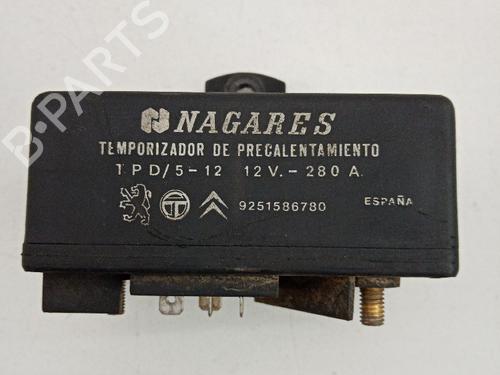 NAGARES
TEMPORIZADOR DE PRECALENTAMIENTO
TPD/5-12 12V.-280 A.
9251586780 ESPAÑA
B-PARTS